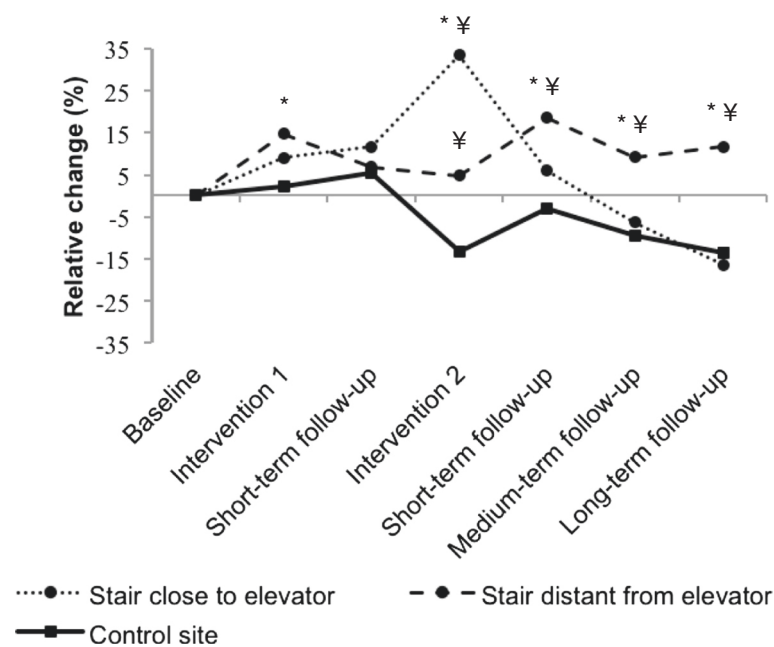 * ¥
35
* ¥
25
*
* ¥
* ¥
15
¥
5
-5
-15
-25
-35
Relative change (%)
Baseline
Intervention 1
Short-term follow-up
Intervention 2
Short-term follow-up
Medium-term follow-up
Long-term follow-up
Stair close to elevator
Stair distant from elevator
Control site